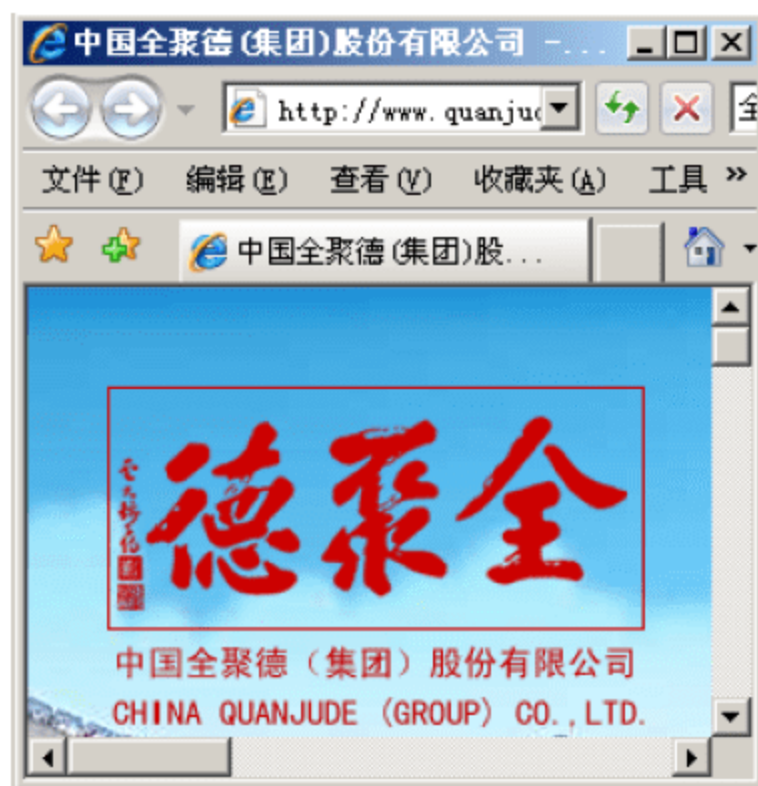 中国全聚德(集团)股份有限公司 -...
http://www.quanjud
文件(F) 编辑(E) 查看(V) 收藏夹(A) 工具 »
中国全聚德(集团)股...
全聚德
中国全聚德（集团）股份有限公司
CHINA QUANJUDE (GROUP) CO.,LTD.